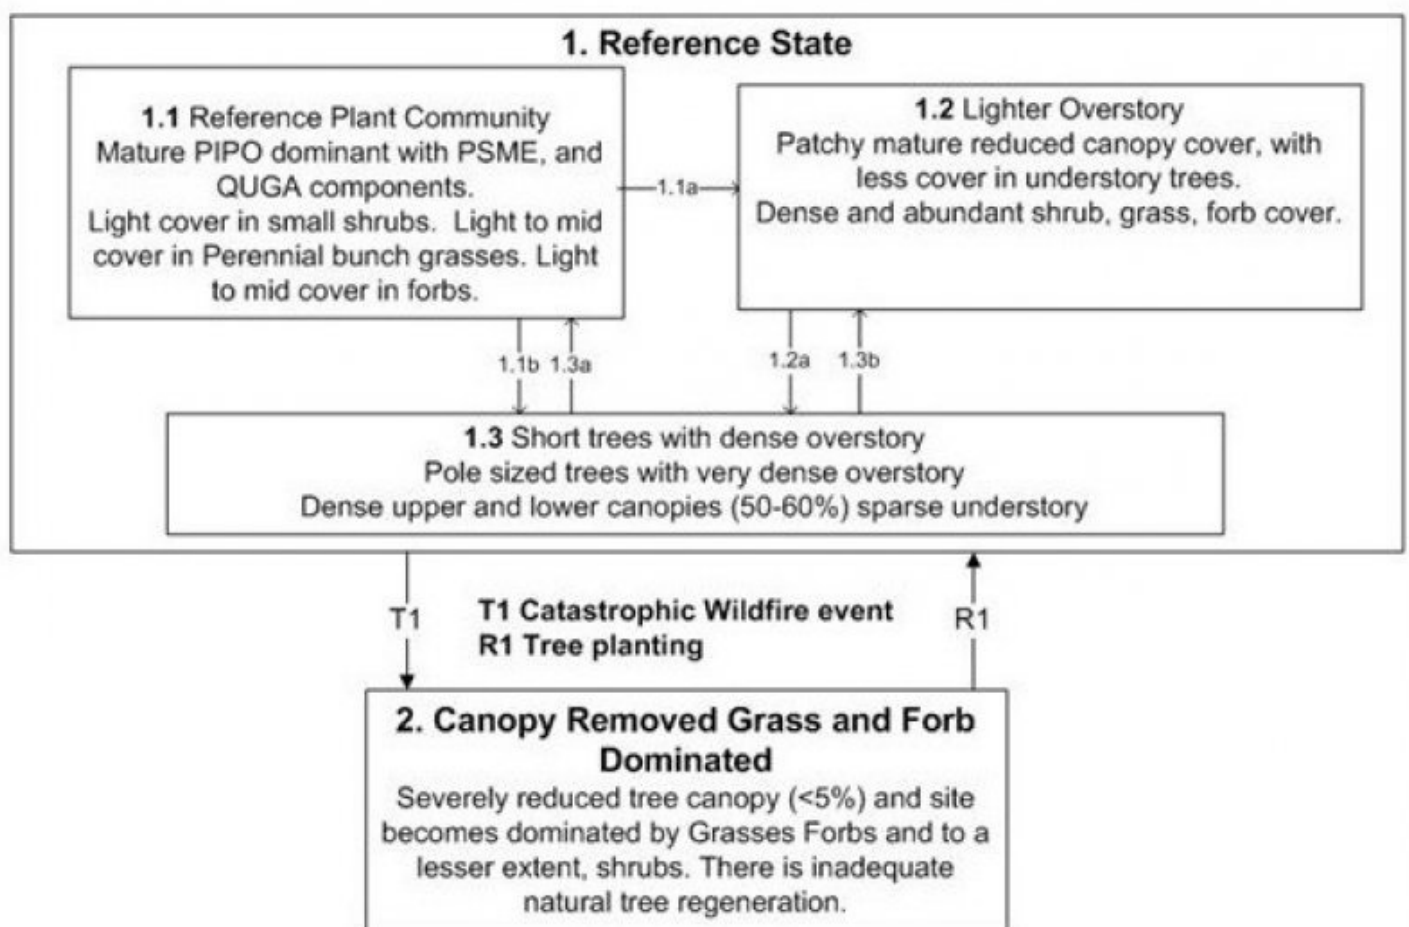 1. Reference State
1.1 Reference Plant Community
Mature PIPO dominant with PSME, and
QUGA components.
Light cover in small shrubs. Light to mid
cover in Perennial bunch grasses. Light
to mid cover in forbs.
1.1a
1.2 Lighter Overstory
Patchy mature reduced canopy cover, with
less cover in understory trees.
Dense and abundant shrub, grass, forb cover.
1.1b 1.3a
1.2a 1.3b
1.3 Short trees with dense overstory
Pole sized trees with very dense overstory
Dense upper and lower canopies (50-60%) sparse understory
T1
T1 Catastrophic Wildfire event
R1 Tree planting
R1
2. Canopy Removed Grass and Forb
Dominated
Severely reduced tree canopy (<5%) and site
becomes dominated by Grasses Forbs and to a
lesser extent, shrubs. There is inadequate
natural tree regeneration.